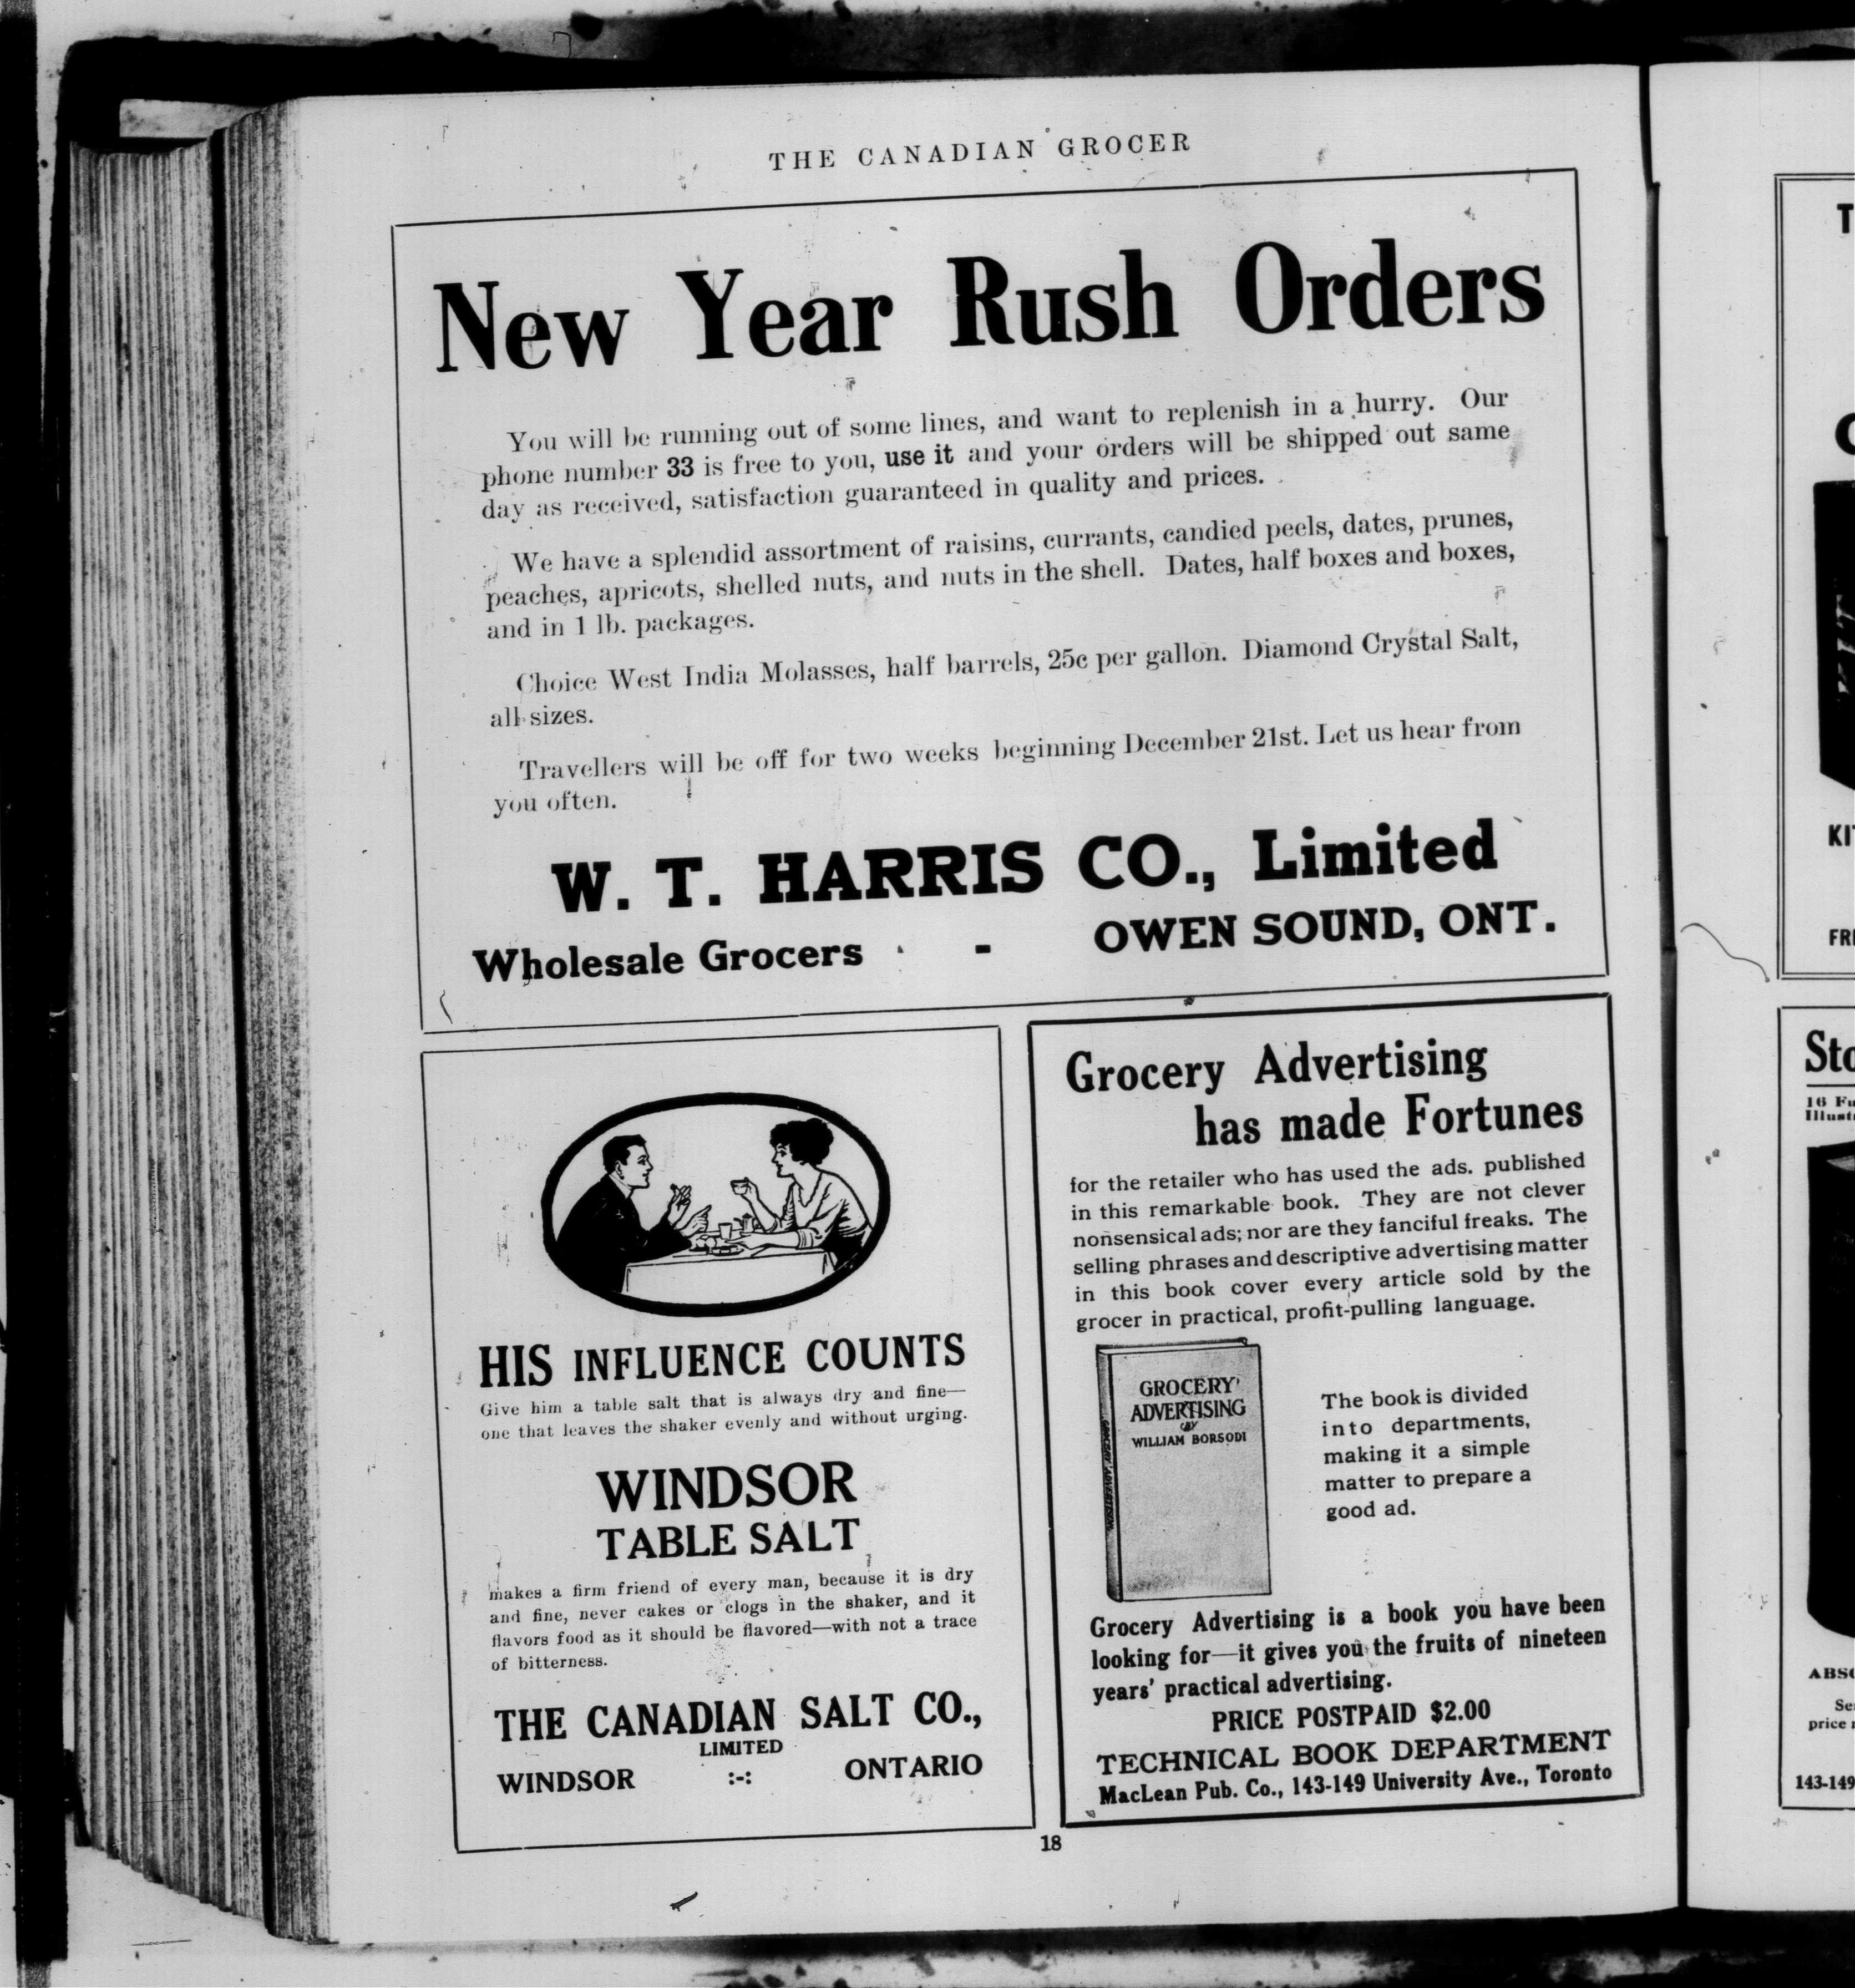 THE CANADIAN GROCER
New Year Rush Orders
You will be running out of some lines, and want to replenish in a hurry. Our
phone number 33 is free to you, use it and your orders will be shipped out same
day as received, satisfaction guaranteed in quality and prices.
We have a splendid assortment of raisins, currants, candied peels, dates, prunes,
peaches, apricots, shelled nuts, and nuts in the shell. Dates, half boxes and boxes,
and in 1 lb. packages.
Choice West India Molasses, half barrels, 25c per gallon. Diamond Crystal Salt,
all sizes.
Travellers will be off for two weeks beginning December 21st. Let us hear from
you often.
W. T. HARRIS CO., Limited
Wholesale Grocers - OWEN SOUND, ONT.
HIS INFLUENCE COUNTS
Give him a table salt that is always dry and fine—
one that leaves the shaker evenly and without urging.
WINDSOR
TABLE SALT
makes a firm friend of every man, because it is dry
and fine, never cakes or clogs in the shaker, and it
flavors food as it should be flavored—with not a trace
of bitterness.
THE CANADIAN SALT CO.,
LIMITED
WINDSOR :-: ONTARIO
Grocery Advertising
has made Fortunes
for the retailer who has used the ads. published
in this remarkable book. They are not clever
nonsensical ads; nor are they fanciful freaks. The
selling phrases and descriptive advertising matter
in this book cover every article sold by the
grocer in practical, profit-pulling language.
GROCERY
ADVERTISING
BY
WILLIAM BORSODI
GROCERY ADVERTISING
The book is divided
into departments,
making it a simple
matter to prepare a
good ad.
Grocery Advertising is a book you have been
looking for—it gives you the fruits of nineteen
years' practical advertising.
PRICE POSTPAID $2.00
TECHNICAL BOOK DEPARTMENT
MacLean Pub. Co., 143-149 University Ave., Toronto
18
Sto
16 Fu
Illust
KI
FR
ABS
Se
price
143-149